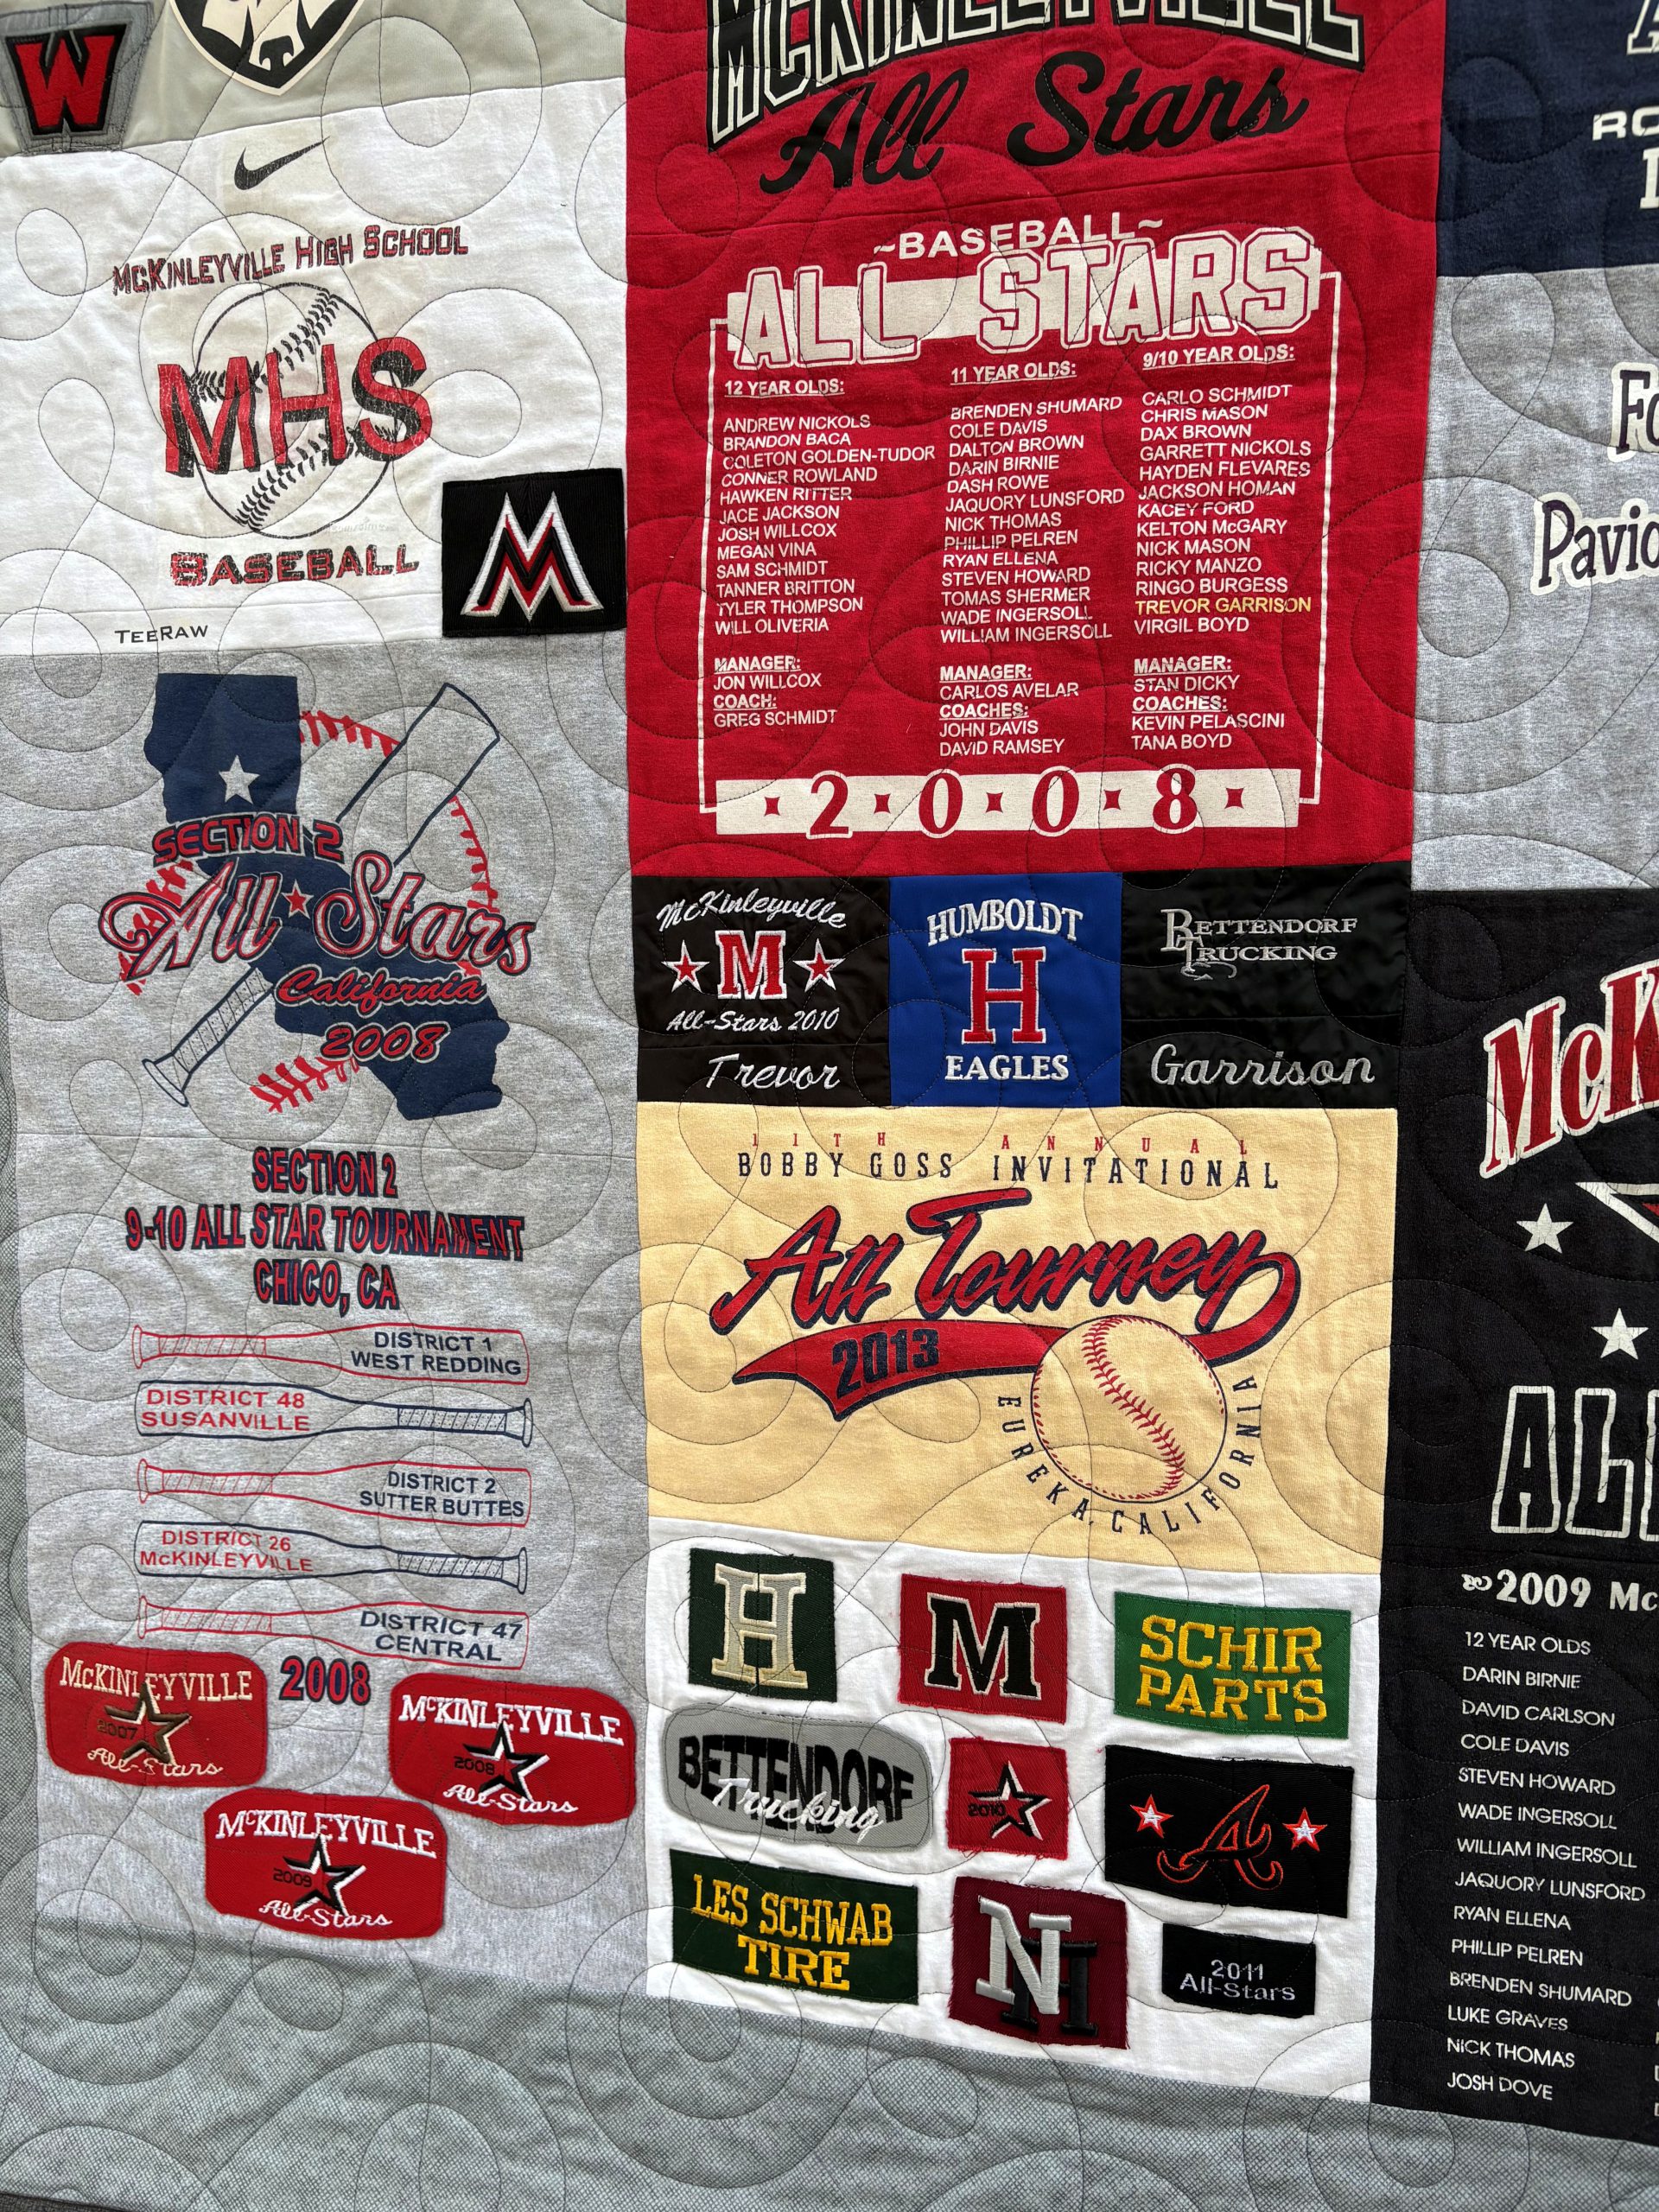 W
McKinleyville High School
MHS
Baseball
M
TeeRaw
SECTION 2
All Stars
California
2008
SECTION 2
9-10 ALL STAR TOURNAMENT
CHICO, CA
DISTRICT 1
WEST REDDING
DISTRICT 48
SUSANVILLE
DISTRICT 2
SUTTER BUTTES
DISTRICT 26
McKINLEYVILLE
DISTRICT 47
CENTRAL
2008
McKINLEYVILLE
2007
All-Stars
McKINLEYVILLE
2008
All-Stars
McKINLEYVILLE
2009
All-Stars
McKINLEYVILLE
All Stars
~BASEBALL~
ALL STARS
12 YEAR OLDS:
ANDREW NICKOLS
BRANDON BACA
COLETON GOLDEN-TUDOR
CONNER ROWLAND
HAWKEN RITTER
JACE JACKSON
JOSH WILLCOX
MEGAN VINA
SAM SCHMIDT
TANNER BRITTON
TYLER THOMPSON
WILL OLIVERIA
MANAGER:
JON WILLCOX
COACH:
GREG SCHMIDT
11 YEAR OLDS:
BRENDEN SHUMARD
COLE DAVIS
DALTON BROWN
DARIN BIRNIE
DASH ROWE
JAQUORY LUNSFORD
NICK THOMAS
PHILLIP PELREN
RYAN ELLENA
STEVEN HOWARD
TOMAS SHERMER
WADE INGERSOLL
WILLIAM INGERSOLL
MANAGER:
CARLOS AVELAR
COACHES:
JOHN DAVIS
DAVID RAMSEY
9/10 YEAR OLDS:
CARLO SCHMIDT
CHRIS MASON
DAX BROWN
GARRETT NICKOLS
HAYDEN FLEVARES
JACKSON HOMAN
KACEY FORD
KELTON McGARY
NICK MASON
RICKY MANZO
RINGO BURGESS
TREVOR GARRISON
VIRGIL BOYD
MANAGER:
STAN DICKY
COACHES:
KEVIN PELASCINI
TANA BOYD
2·0·0·8
McKinleyville
M
All-Stars 2010
Trevor
HUMBOLDT
H
EAGLES
BETTENDORF
TRUCKING
Garrison
11TH ANNUAL
BOBBY GOSS INVITATIONAL
All Tourney
2013
EUREKA, CALIFORNIA
H
M
SCHIR
PARTS
BETTENDORF
Trucking
2010
A
LES SCHWAB
TIRE
NH
2011
All-Stars
RO
Fo
Pavio
McK
ALL
2009 Mc
12 YEAR OLDS
DARIN BIRNIE
DAVID CARLSON
COLE DAVIS
STEVEN HOWARD
WADE INGERSOLL
WILLIAM INGERSOLL
JAQUORY LUNSFORD
RYAN ELLENA
PHILLIP PELREN
BRENDEN SHUMARD
LUKE GRAVES
NICK THOMAS
JOSH DOVE